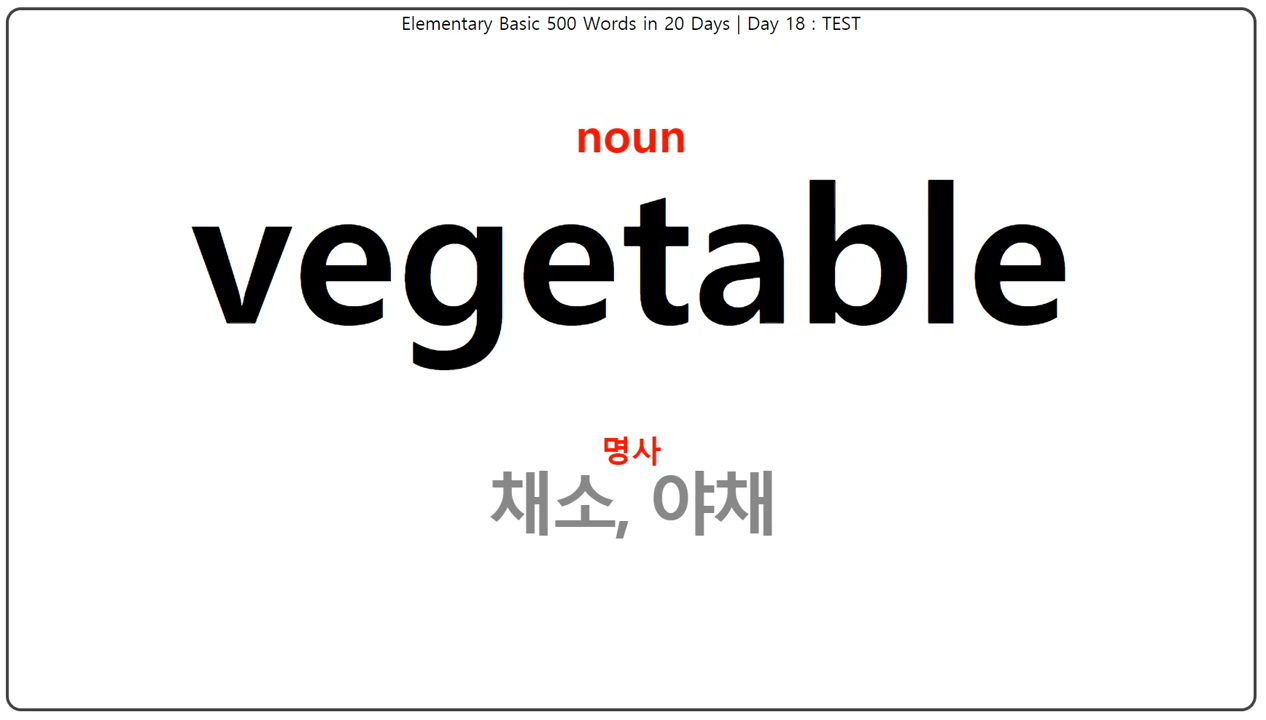 Elementary Basic 500 Words in 20 Days | Day 18 : TEST
noun
vegetable
명사
채소, 야채